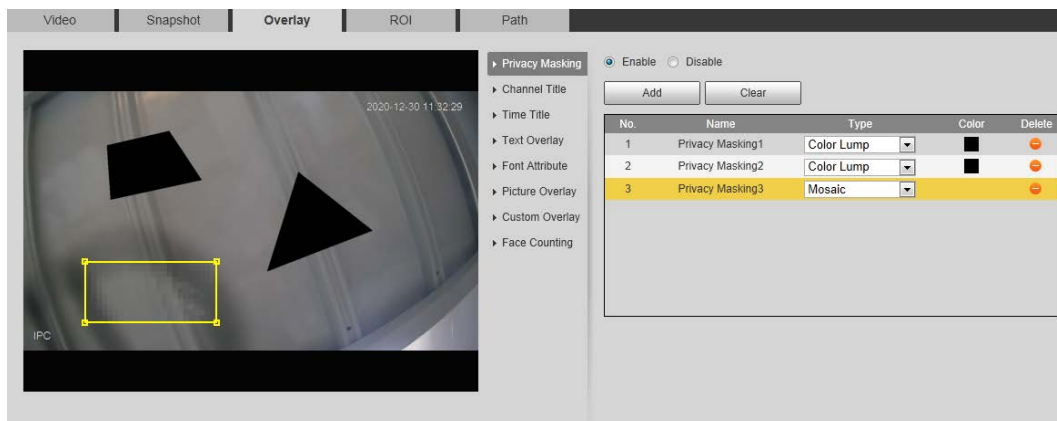 Video Snapshot Overlay ROI Path
2020-12-30 11:32:29
IPC
Privacy Masking
Channel Title
Time Title
Text Overlay
Font Attribute
Picture Overlay
Custom Overlay
Face Counting
Enable Disable
Add Clear
No. Name Type Color Delete
1 Privacy Masking1 Color Lump
2 Privacy Masking2 Color Lump
3 Privacy Masking3 Mosaic